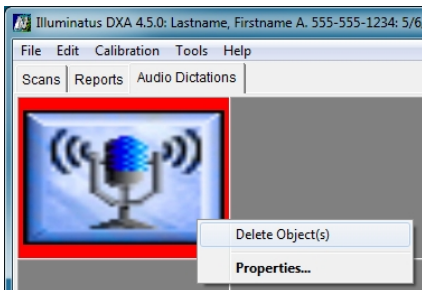 Illuminatus DXA 4.5.0: Lastname, Firstname A. 555-555-1234: 5/6
File Edit Calibration Tools Help
Scans Reports Audio Dictations
Delete Object(s)
Properties...